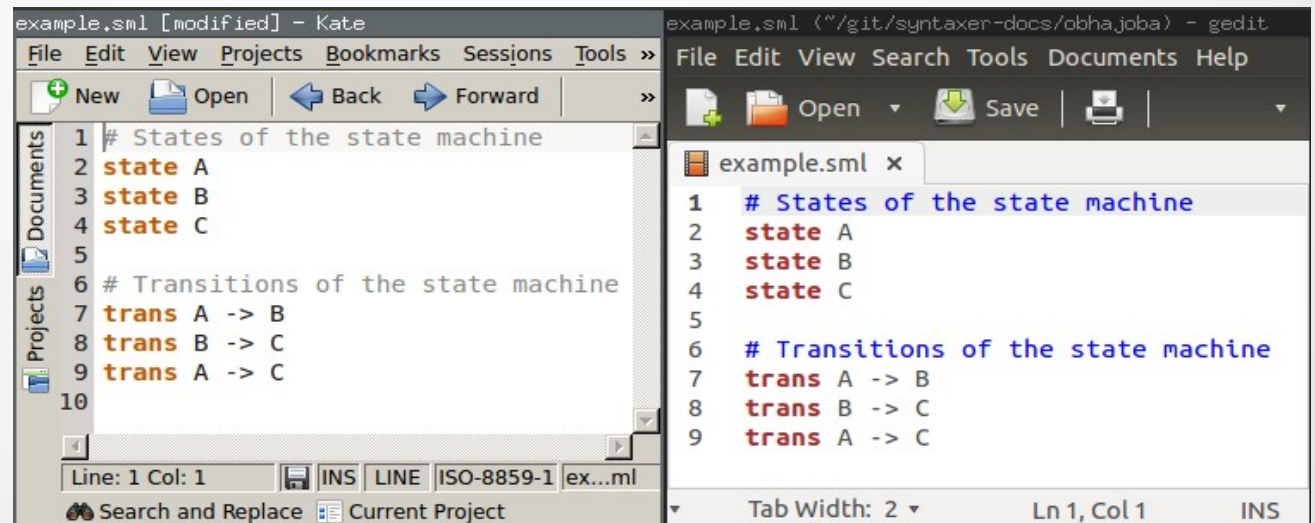 example.sml [modified] - Kate
File Edit View Projects Bookmarks Sessions Tools »
New Open Back Forward »
Documents
Projects
1 # States of the state machine
2 state A
3 state B
4 state C
5
6 # Transitions of the state machine
7 trans A -> B
8 trans B -> C
9 trans A -> C
10
Line: 1 Col: 1 INS LINE ISO-8859-1 ex...ml
Search and Replace Current Project
example.sml (~/git/syntaxer-docs/obhajoba) - gedit
File Edit View Search Tools Documents Help
Open Save
example.sml x
1 # States of the state machine
2 state A
3 state B
4 state C
5
6 # Transitions of the state machine
7 trans A -> B
8 trans B -> C
9 trans A -> C
Tab Width: 2 Ln 1, Col 1 INS